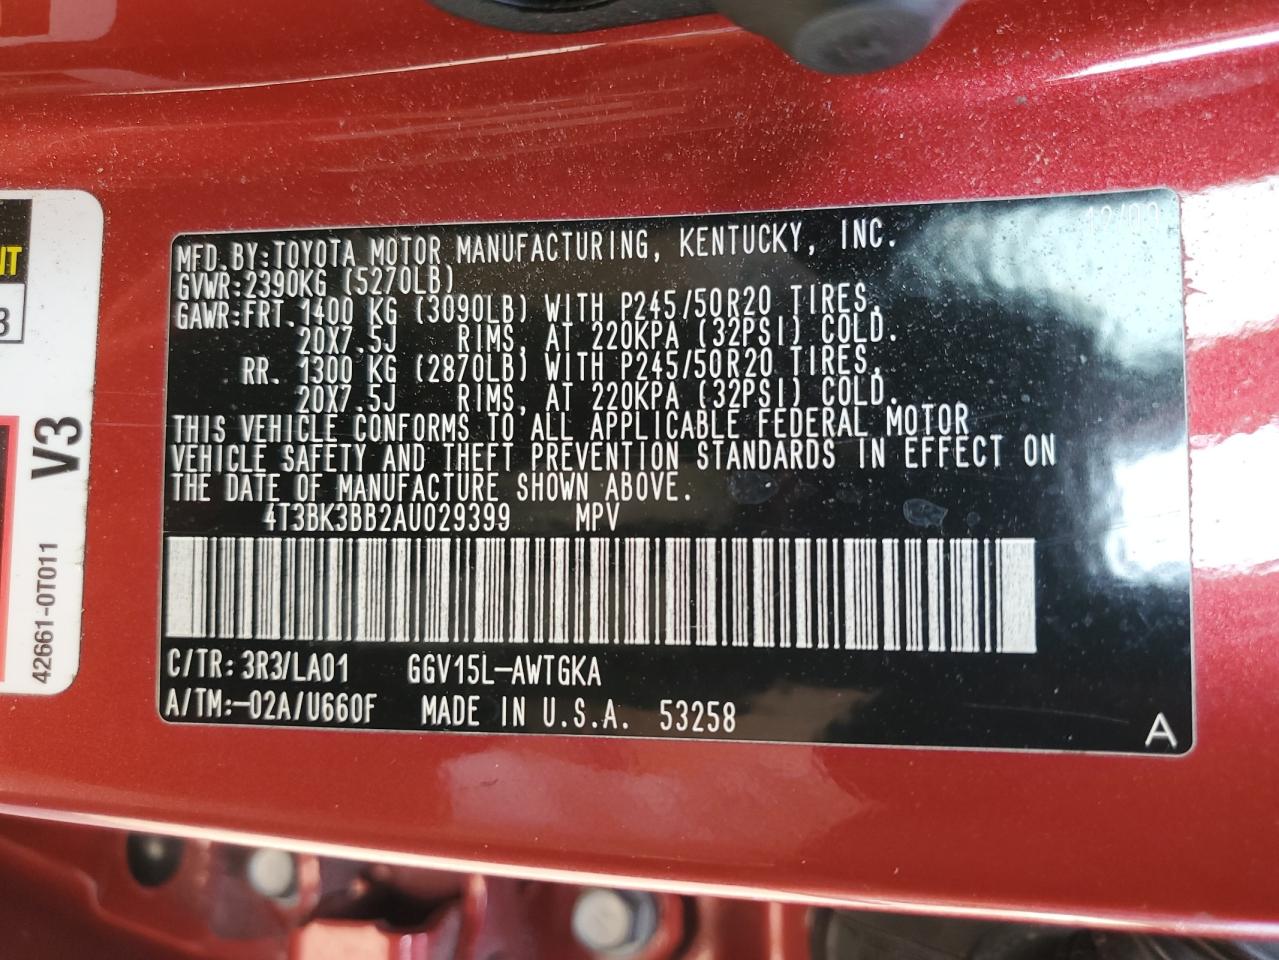 12/09
MFD. BY: TOYOTA MOTOR MANUFACTURING, KENTUCKY, INC.
GVWR: 2390KG (5270LB)
GAWR: FRT. 1400 KG (3090LB) WITH P245/50R20 TIRES,
20X7.5J RIMS, AT 220KPA (32PSI) COLD.
RR. 1300 KG (2870LB) WITH P245/50R20 TIRES,
20X7.5J RIMS, AT 220KPA (32PSI) COLD.
THIS VEHICLE CONFORMS TO ALL APPLICABLE FEDERAL MOTOR
VEHICLE SAFETY AND THEFT PREVENTION STANDARDS IN EFFECT ON
THE DATE OF MANUFACTURE SHOWN ABOVE.
4T3BK3BB2AU029399 MPV
C/TR: 3R3/LA01 GGV15L-AWTGKA
A/TM:-02A/U660F MADE IN U.S.A. 53258
A
V3
42661-0T011